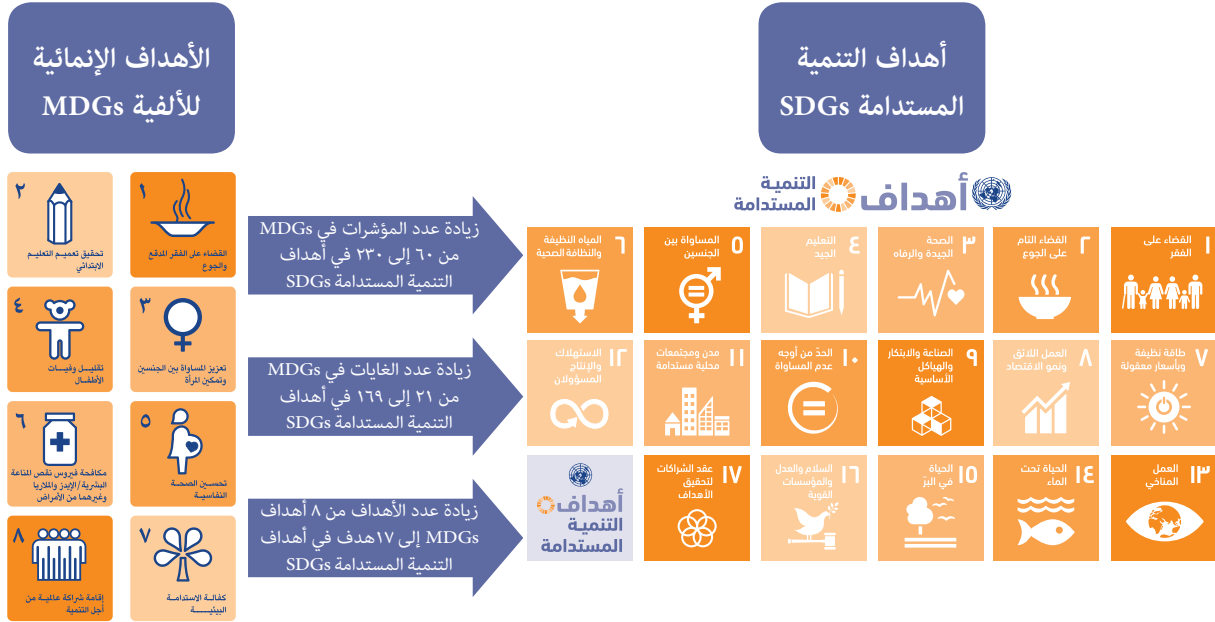 أهداف التنمية
المستدامة SDGs
الأهداف الإنمائية
للألفية MDGs
أهداف
التنمية
المستدامة
١
القضاء على
الفقر
٢
القضاء التام
على الجوع
٣
الصحة
الجيدة والرفاه
٤
التعليم
الجيد
٥
المساواة بين
الجنسين
٦
المياه النظيفة
والنظافة الصحية
٧
طاقة نظيفة
وبأسعار معقولة
٨
العمل اللائق
ونمو الاقتصاد
٩
الصناعة والابتكار
والهياكل
الأساسية
١٠
الحدّ من أوجه
عدم المساواة
١١
مدن ومجتمعات
محلية مستدامة
١٢
الاستهلاك
والإنتاج
المسؤولان
١٣
العمل
المناخي
١٤
الحياة تحت
الماء
١٥
الحياة
في البرّ
١٦
السلام والعدل
والمؤسسات
القوية
١٧
عقد الشراكات
لتحقيق
الأهداف
أهداف
التنمية
المستدامة
زيادة عدد المؤشرات في MDGs
من ٦٠ إلى ٢٣٠ في أهداف
التنمية المستدامة SDGs
زيادة عدد الغايات في MDGs
من ٢١ إلى ١٦٩ في أهداف
التنمية المستدامة SDGs
زيادة عدد الأهداف من ٨ أهداف
MDGs إلى ١٧هدف في أهداف
التنمية المستدامة SDGs
١
القضاء على الفقر المدقع
والجوع
٢
تحقيق تعميم التعليم
الابتدائي
٣
تعزيز المساواة بين الجنسين
وتمكين المرأة
٤
تقليل وفيات
الأطفال
٥
تحسين الصحة
النفاسية
٦
مكافحة فيروس نقص المناعة
البشرية/الإيدز والملاريا
وغيرهما من الأمراض
٧
كفالة الاستدامة
البيئية
٨
إقامة شراكة عالمية من
أجل التنمية